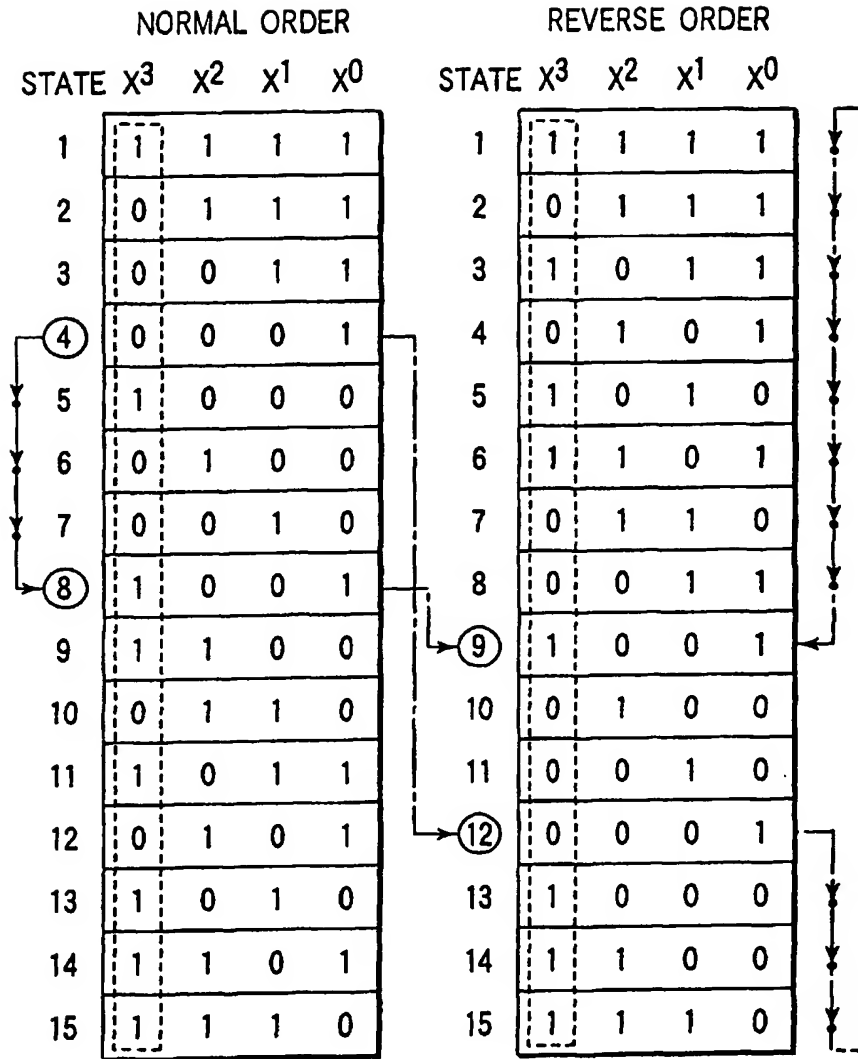 NORMAL ORDER REVERSE ORDER
STATE X3 X2 X1 X0 STATE X3 X2 X1 X0
1 1 1 1 1 1 1 1 1 1
2 0 1 1 1 2 0 1 1 1
3 0 0 1 1 3 1 0 1 1
4 0 0 0 1 4 0 1 0 1
5 1 0 0 0 5 1 0 1 0
6 0 1 0 0 6 1 1 0 1
7 0 0 1 0 7 0 1 1 0
8 1 0 0 1 8 0 0 1 1
9 1 1 0 0 9 1 0 0 1
10 0 1 1 0 10 0 1 0 0
11 1 0 1 1 11 0 0 1 0
12 0 1 0 1 12 0 0 0 1
13 1 0 1 0 13 1 0 0 0
14 1 1 0 1 14 1 1 0 0
15 1 1 1 0 15 1 1 1 0